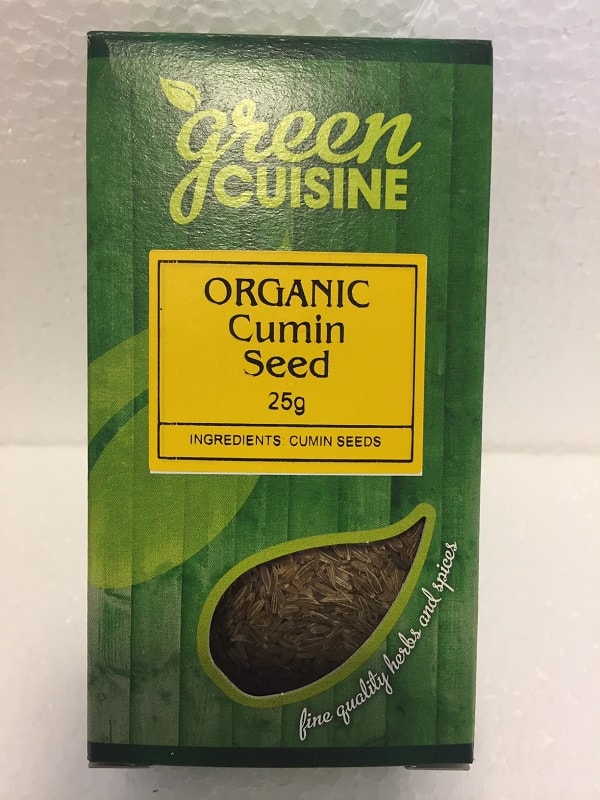 green
CUISINE
ORGANIC
Cumin
Seed
25g
INGREDIENTS: CUMIN SEEDS
fine quality herbs and spices